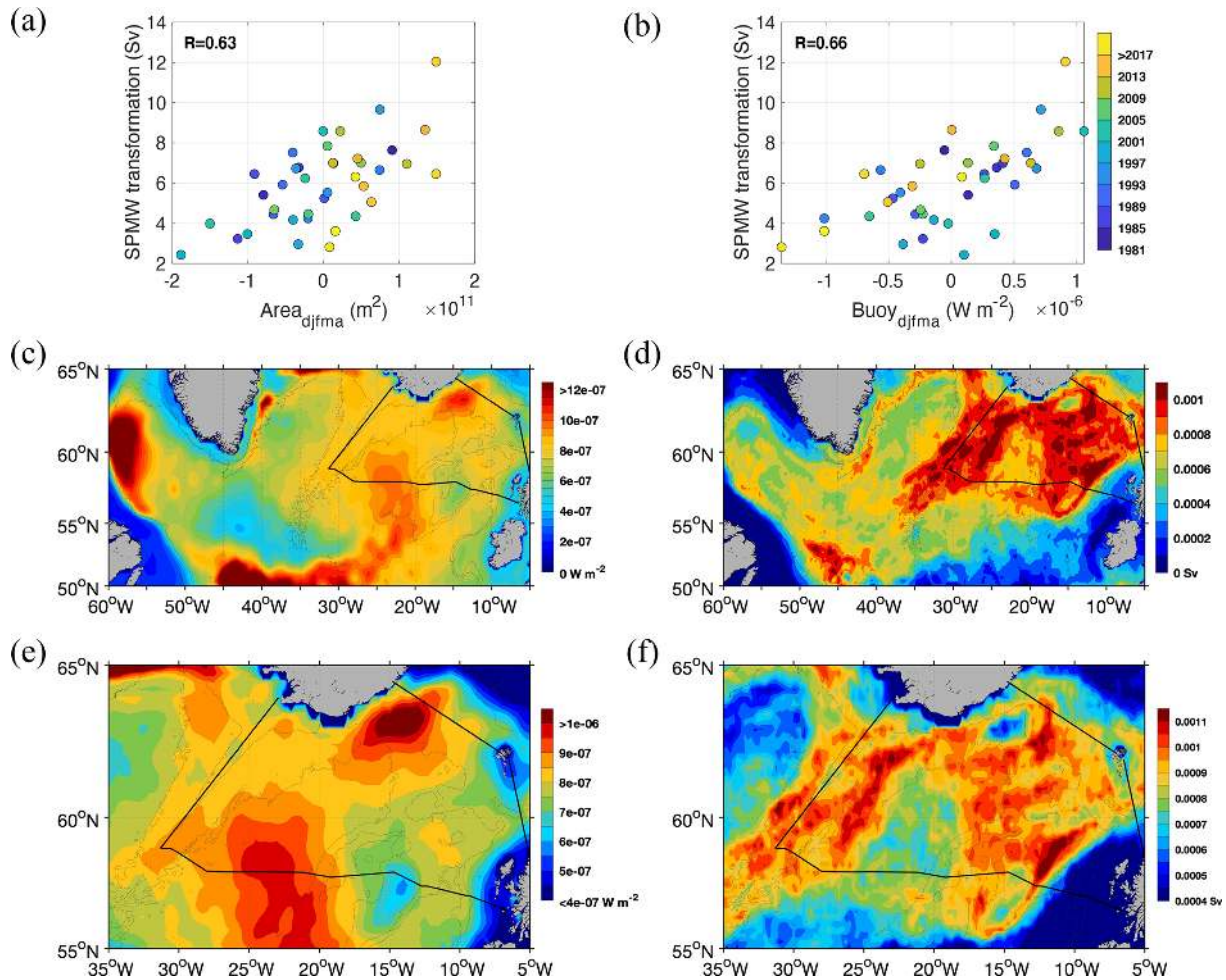 (a)
R=0.63
SPMW transformation (Sv)
14
12
10
8
6
4
2
-2
-1
0
1
2
Area_djfma (m²)
×10¹¹
(b)
R=0.66
SPMW transformation (Sv)
14
12
10
8
6
4
2
-1
-0.5
0
0.5
1
Buoy_djfma (W m⁻²)
×10⁻⁶
>2017
2013
2009
2005
2001
1997
1993
1989
1985
1981
(c)
65°N
60°N
55°N
50°N
60°W
50°W
40°W
30°W
20°W
10°W
>12e-07
10e-07
8e-07
6e-07
4e-07
2e-07
0 W m⁻²
(d)
65°N
60°N
55°N
50°N
60°W
50°W
40°W
30°W
20°W
10°W
0.001
0.0008
0.0006
0.0004
0.0002
0 Sv
(e)
65°N
60°N
55°N
35°W
30°W
25°W
20°W
15°W
10°W
5°W
>1e-06
9e-07
8e-07
7e-07
6e-07
5e-07
<4e-07 W m⁻²
(f)
65°N
60°N
55°N
35°W
30°W
25°W
20°W
15°W
10°W
5°W
0.0011
0.001
0.0009
0.0008
0.0007
0.0006
0.0005
0.0004 Sv